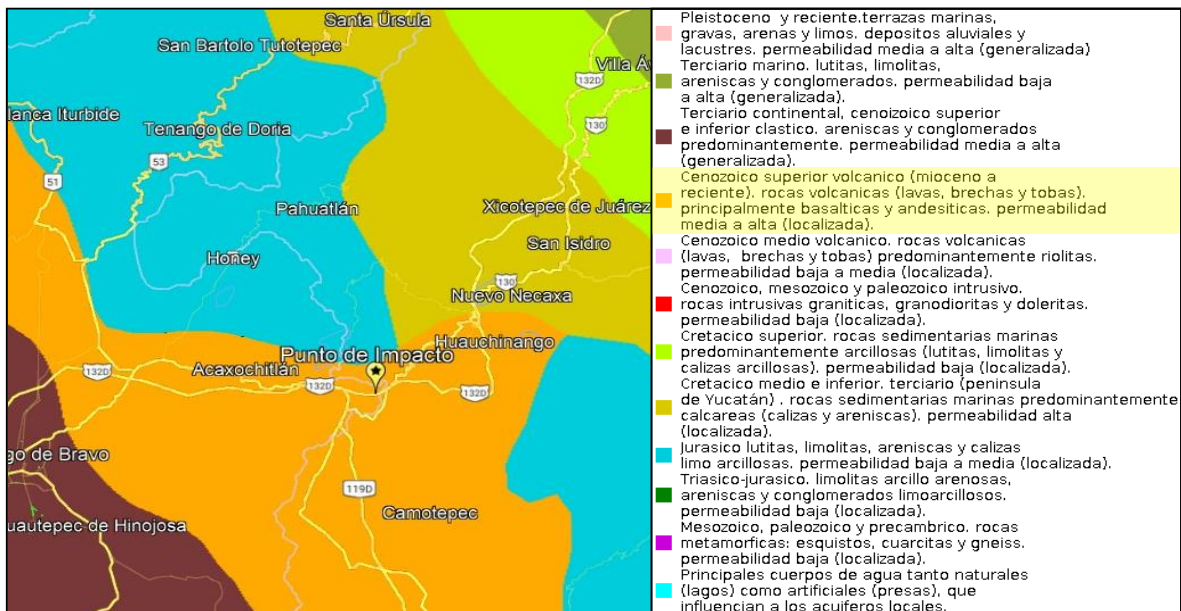 Santa Úrsula
San Bartolo Tutotepec
Villa Áv
132D
lanca Iturbide
Tenango de Doria
130
53
51
Pahuatlán
Xicotepec de Juárez
San Isidro
Honey
130
Nuevo Necaxa
Huauchinango
Punto de Impacto
Acaxochitlán
132D
132D
132D
go de Bravo
119D
Camotepec
uautepec de Hinojosa
Pleistoceno y reciente.terrazas marinas,
gravas, arenas y limos. depositos aluviales y
lacustres. permeabilidad media a alta (generalizada)
Terciario marino. lutitas, limolitas,
areniscas y conglomerados. permeabilidad baja
a alta (generalizada).
Terciario continental, cenoizoico superior
e inferior clastico. areniscas y conglomerados
predominantemente. permeabilidad media a alta
(generalizada).
Cenozoico superior volcanico (mioceno a
reciente). rocas volcanicas (lavas, brechas y tobas).
principalmente basalticas y andesiticas. permeabilidad
media a alta (localizada).
Cenozoico medio volcanico. rocas volcanicas
(lavas, brechas y tobas) predominantemente riolitas.
permeabilidad baja a media (localizada).
Cenozoico, mesozoico y paleozoico intrusivo.
rocas intrusivas graniticas, granodioritas y doleritas.
permeabilidad baja (localizada).
Cretacico superior. rocas sedimentarias marinas
predominantemente arcillosas (lutitas, limolitas y
calizas arcillosas). permeabilidad baja (localizada).
Cretacico medio e inferior. terciario (peninsula
de Yucatán) . rocas sedimentarias marinas predominantemente
calcareas (calizas y areniscas). permeabilidad alta
(localizada).
Jurasico lutitas, limolitas, areniscas y calizas
limo arcillosas. permeabilidad baja a media (localizada).
Triasico-jurasico. limolitas arcillo arenosas,
areniscas y conglomerados limoarcillosos.
permeabilidad baja (localizada).
Mesozoico, paleozoico y precambrico. rocas
metamorficas: esquistos, cuarcitas y gneiss.
permeabilidad baja (localizada).
Principales cuerpos de agua tanto naturales
(lagos) como artificiales (presas), que
influencian a los acuiferos locales.